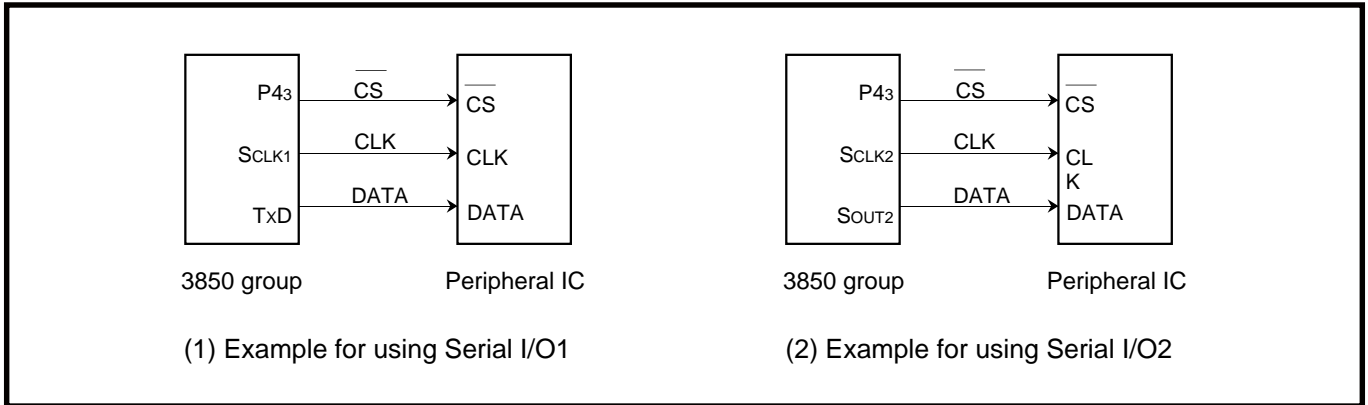 P43 CS CS
SCLK1 CLK CLK
TxD DATA DATA
3850 group Peripheral IC
(1) Example for using Serial I/O1
P43 CS CS
SCLK2 CLK CL
K
SOUT2 DATA DATA
3850 group Peripheral IC
(2) Example for using Serial I/O2